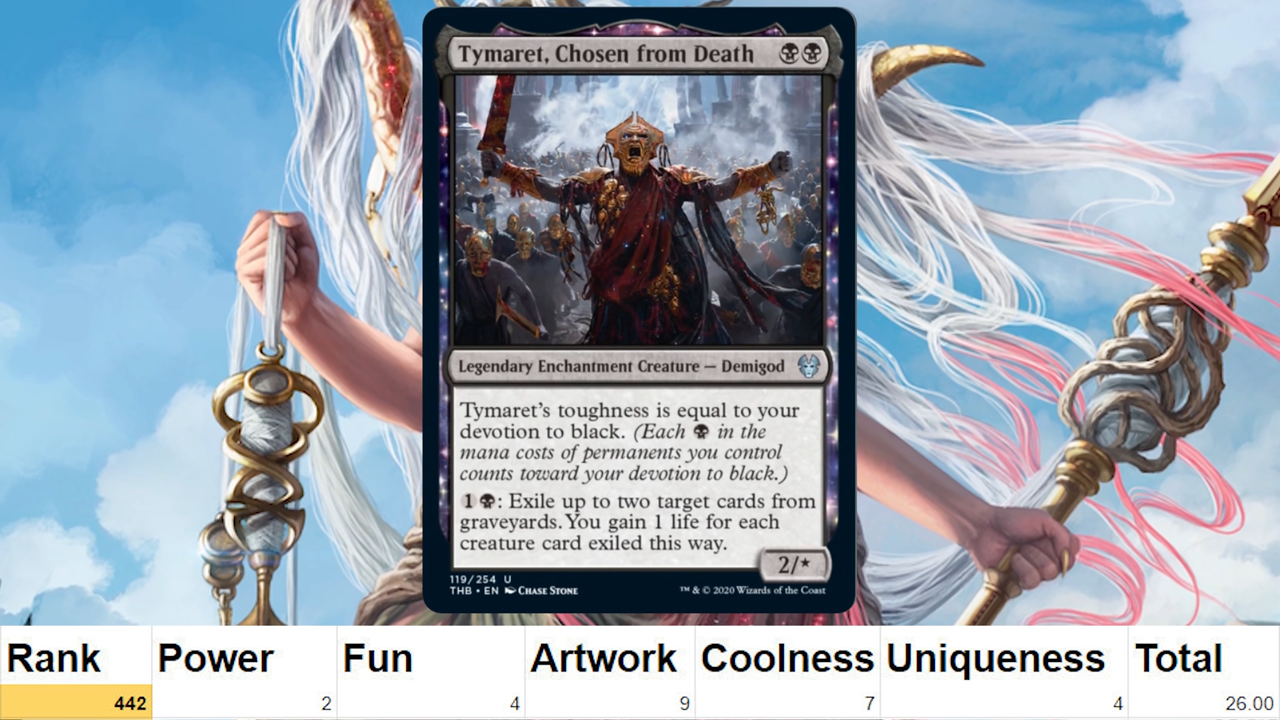 Tymaret, Chosen from Death
Legendary Enchantment Creature — Demigod
Tymaret's toughness is equal to your
devotion to black. (Each in the
mana costs of permanents you control
counts toward your devotion to black.)
1 : Exile up to two target cards from
graveyards. You gain 1 life for each
creature card exiled this way.
2/*
119/254 U
THB • EN CHASE STONE
™ & © 2020 Wizards of the Coast
Rank Power Fun Artwork Coolness Uniqueness Total
442 2 4 9 7 4 26.00